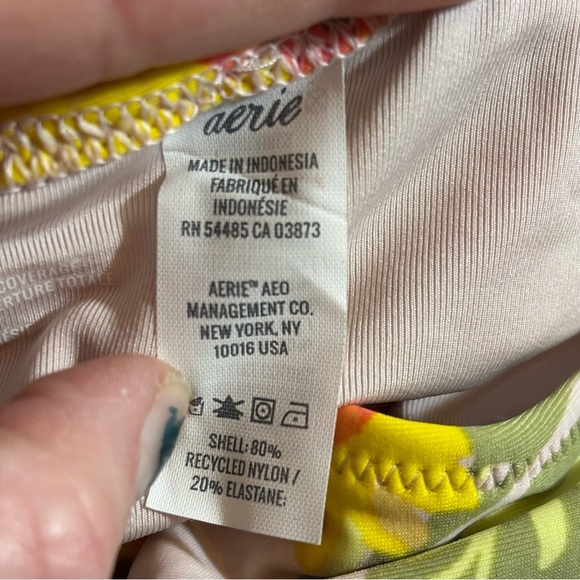 aerie
MADE IN INDONESIA
FABRIQUÉ EN
INDONÉSIE
RN 54485 CA 03873
AERIE™ AEO
MANAGEMENT CO.
NEW YORK, NY
10016 USA
SHELL: 80%
RECYCLED NYLON /
20% ELASTANE;
COVERAGE